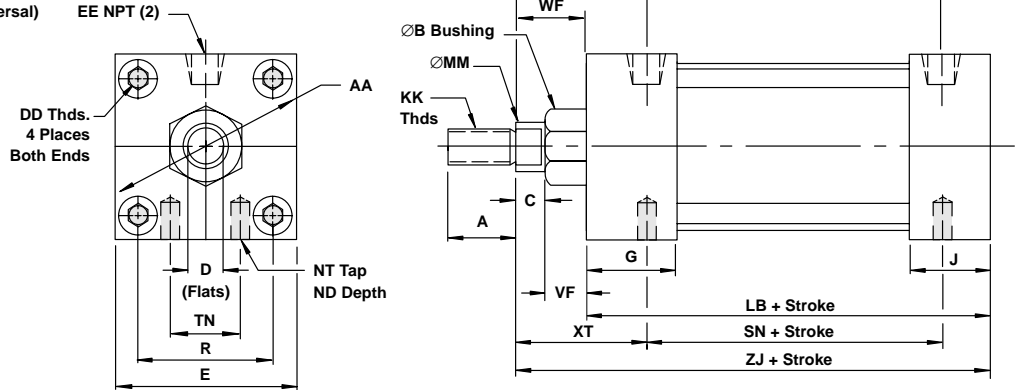 ersal)
EE NPT (2)
AA
DD Thds.
4 Places
Both Ends
D
(Flats)
TN
R
E
NT Tap
ND Depth
WF
∅B Bushing
∅MM
KK
Thds
C
A
G
J
VF
LB + Stroke
XT
SN + Stroke
ZJ + Stroke